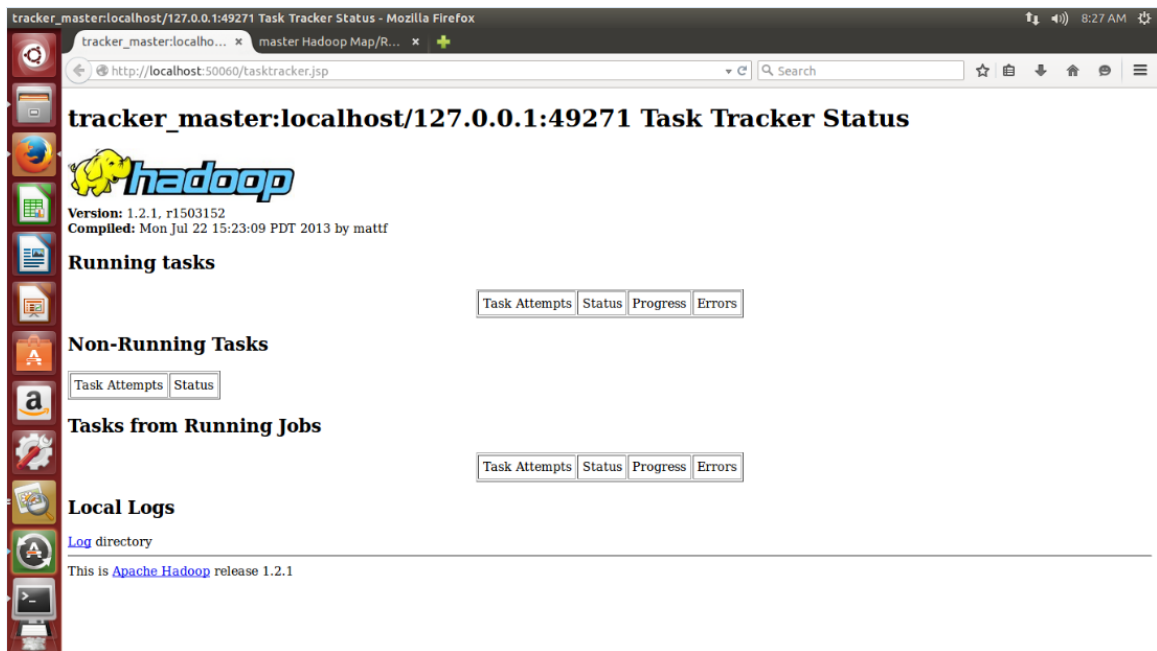 tracker_master:localhost/127.0.0.1:49271 Task Tracker Status - Mozilla Firefox 8:27 AM
tracker_master:localho... × master Hadoop Map/R... ×
http://localhost:50060/tasktracker.jsp Search
tracker_master:localhost/127.0.0.1:49271 Task Tracker Status
hadoop
Version: 1.2.1, r1503152
Compiled: Mon Jul 22 15:23:09 PDT 2013 by mattf
Running tasks
Task Attempts Status Progress Errors
Non-Running Tasks
Task Attempts Status
Tasks from Running Jobs
Task Attempts Status Progress Errors
Local Logs
Log directory
This is Apache Hadoop release 1.2.1